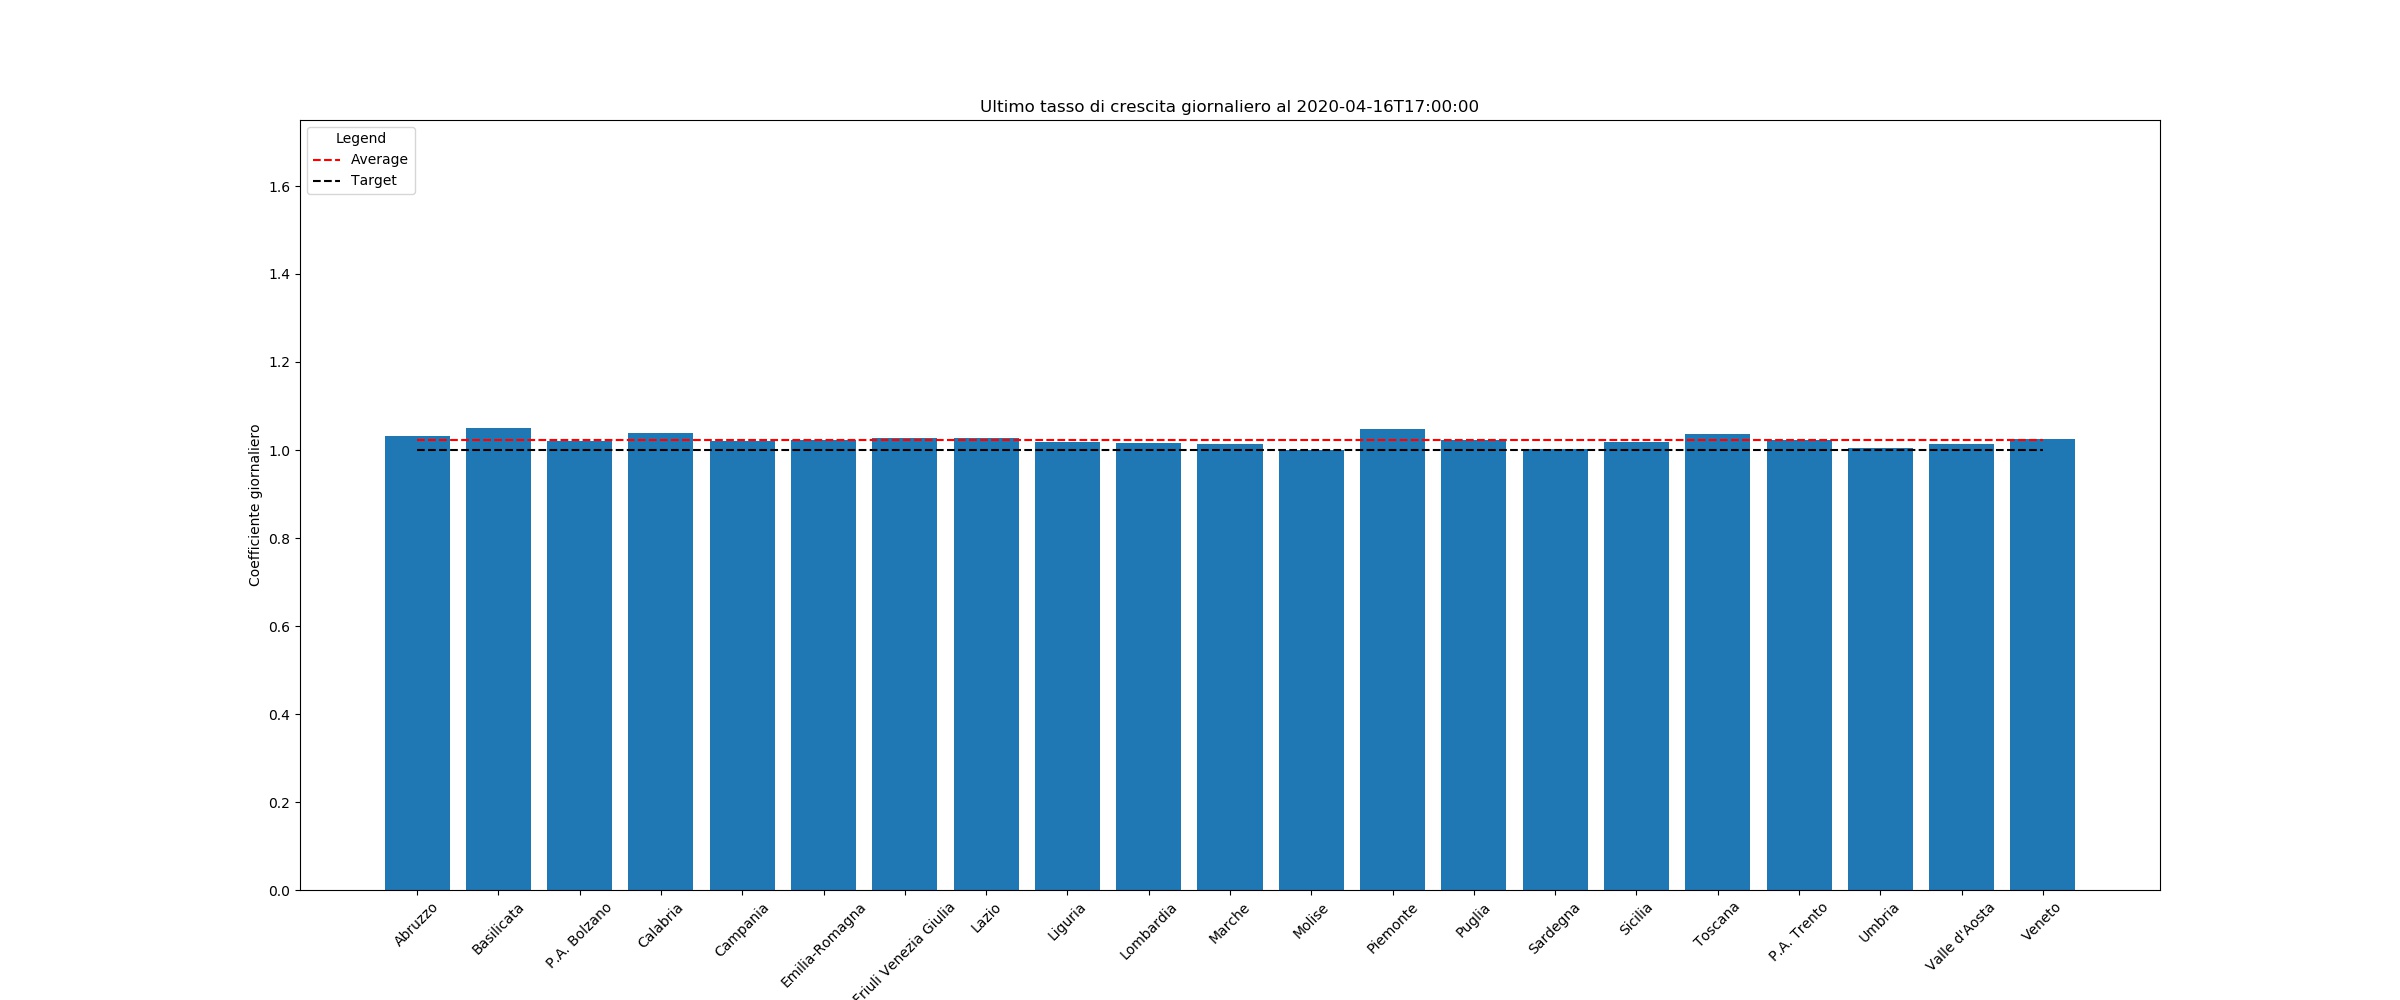 Ultimo tasso di crescita giornaliero al 2020-04-16T17:00:00
Legend
Average
Target
Coefficiente giornaliero
1.6
1.4
1.2
1.0
0.8
0.6
0.4
0.2
0.0
Abruzzo
Basilicata
P.A. Bolzano
Calabria
Campania
Emilia-Romagna
Friuli Venezia Giulia
Lazio
Liguria
Lombardia
Marche
Molise
Piemonte
Puglia
Sardegna
Sicilia
Toscana
P.A. Trento
Umbria
Valle d'Aosta
Veneto